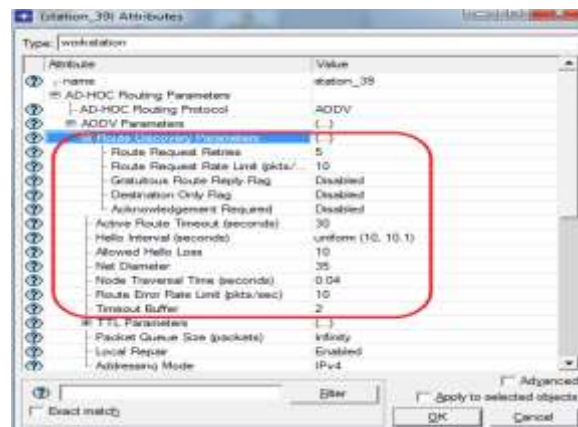 (station_39) Attributes
Type: workstation
Attribute Value
name station_39
AD-HOC Routing Parameters
AD-HOC Routing Protocol AODV
AODV Parameters (...)
Route Discovery Parameters (...)
Route Request Retries 5
Route Request Rate Limit (pkts/... 10
Gratuitous Route Reply Flag Disabled
Destination Only Flag Disabled
Acknowledgement Required Disabled
Active Route Timeout (seconds) 30
Hello Interval (seconds) uniform (10, 10.1)
Allowed Hello Loss 10
Net Diameter 35
Node Traversal Time (seconds) 0.04
Route Error Rate Limit (pkts/sec) 10
Timeout Buffer 2
TTL Parameters (...)
Packet Queue Size (packets) Infinity
Local Repair Enabled
Addressing Mode IPv4
Advanced
Filter Apply to selected objects
Exact match
OK Cancel